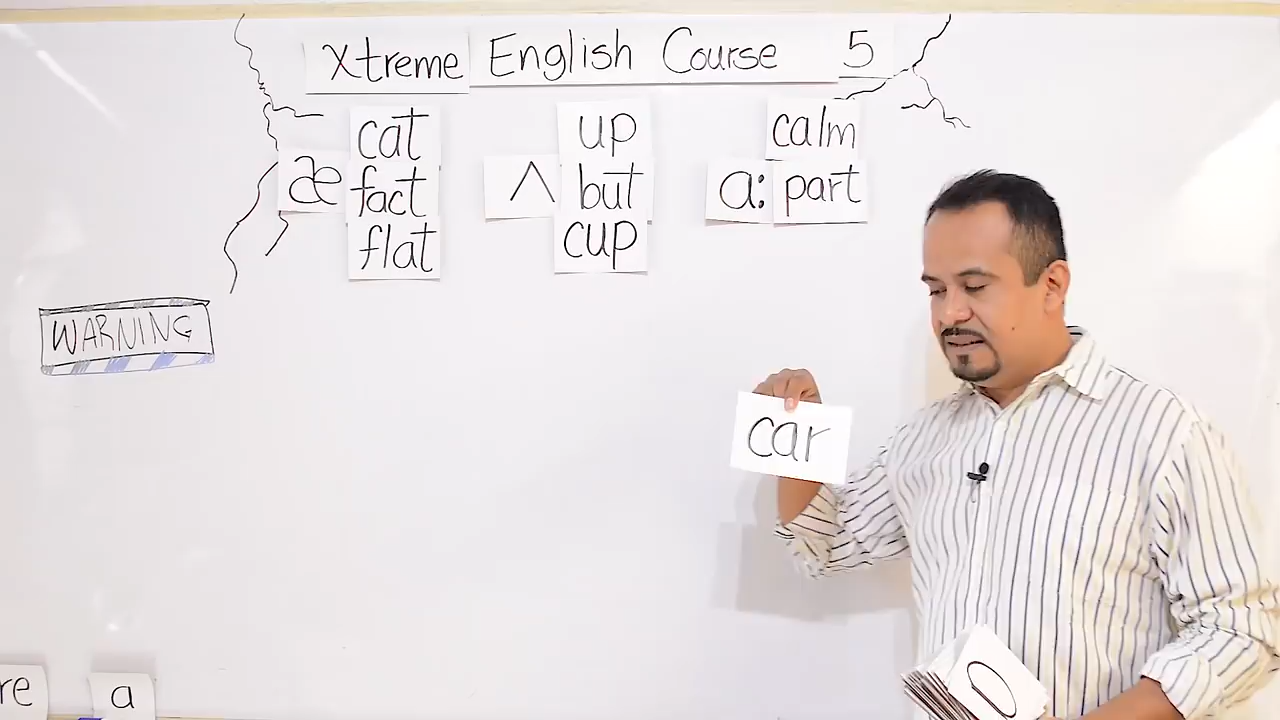 Xtreme English Course 5
cat
æ fact
flat
up
ʌ but
cup
calm
a: part
WARNING
car
O
re
a